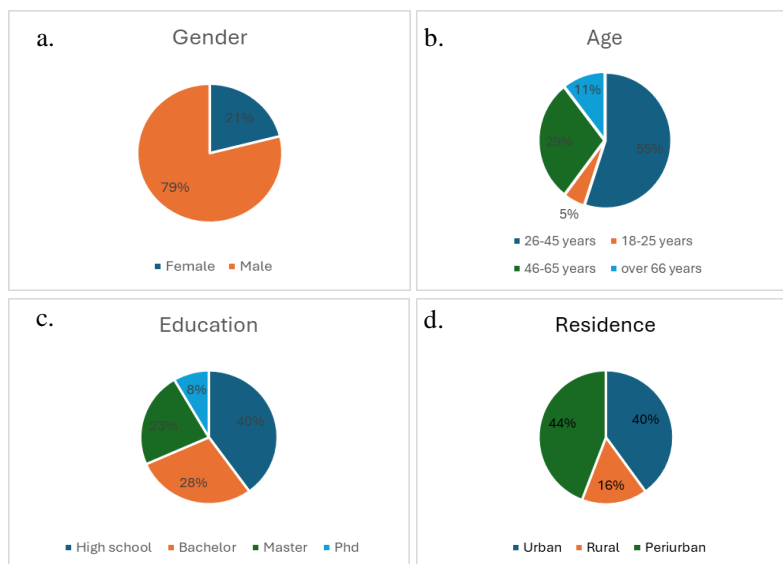 a.
Gender
21%
79%
Female Male
b.
Age
11%
29%
55%
5%
26-45 years 18-25 years
46-65 years over 66 years
c.
Education
8%
40%
23%
28%
High school Bachelor Master Phd
d.
Residence
44%
40%
16%
Urban Rural Periurban